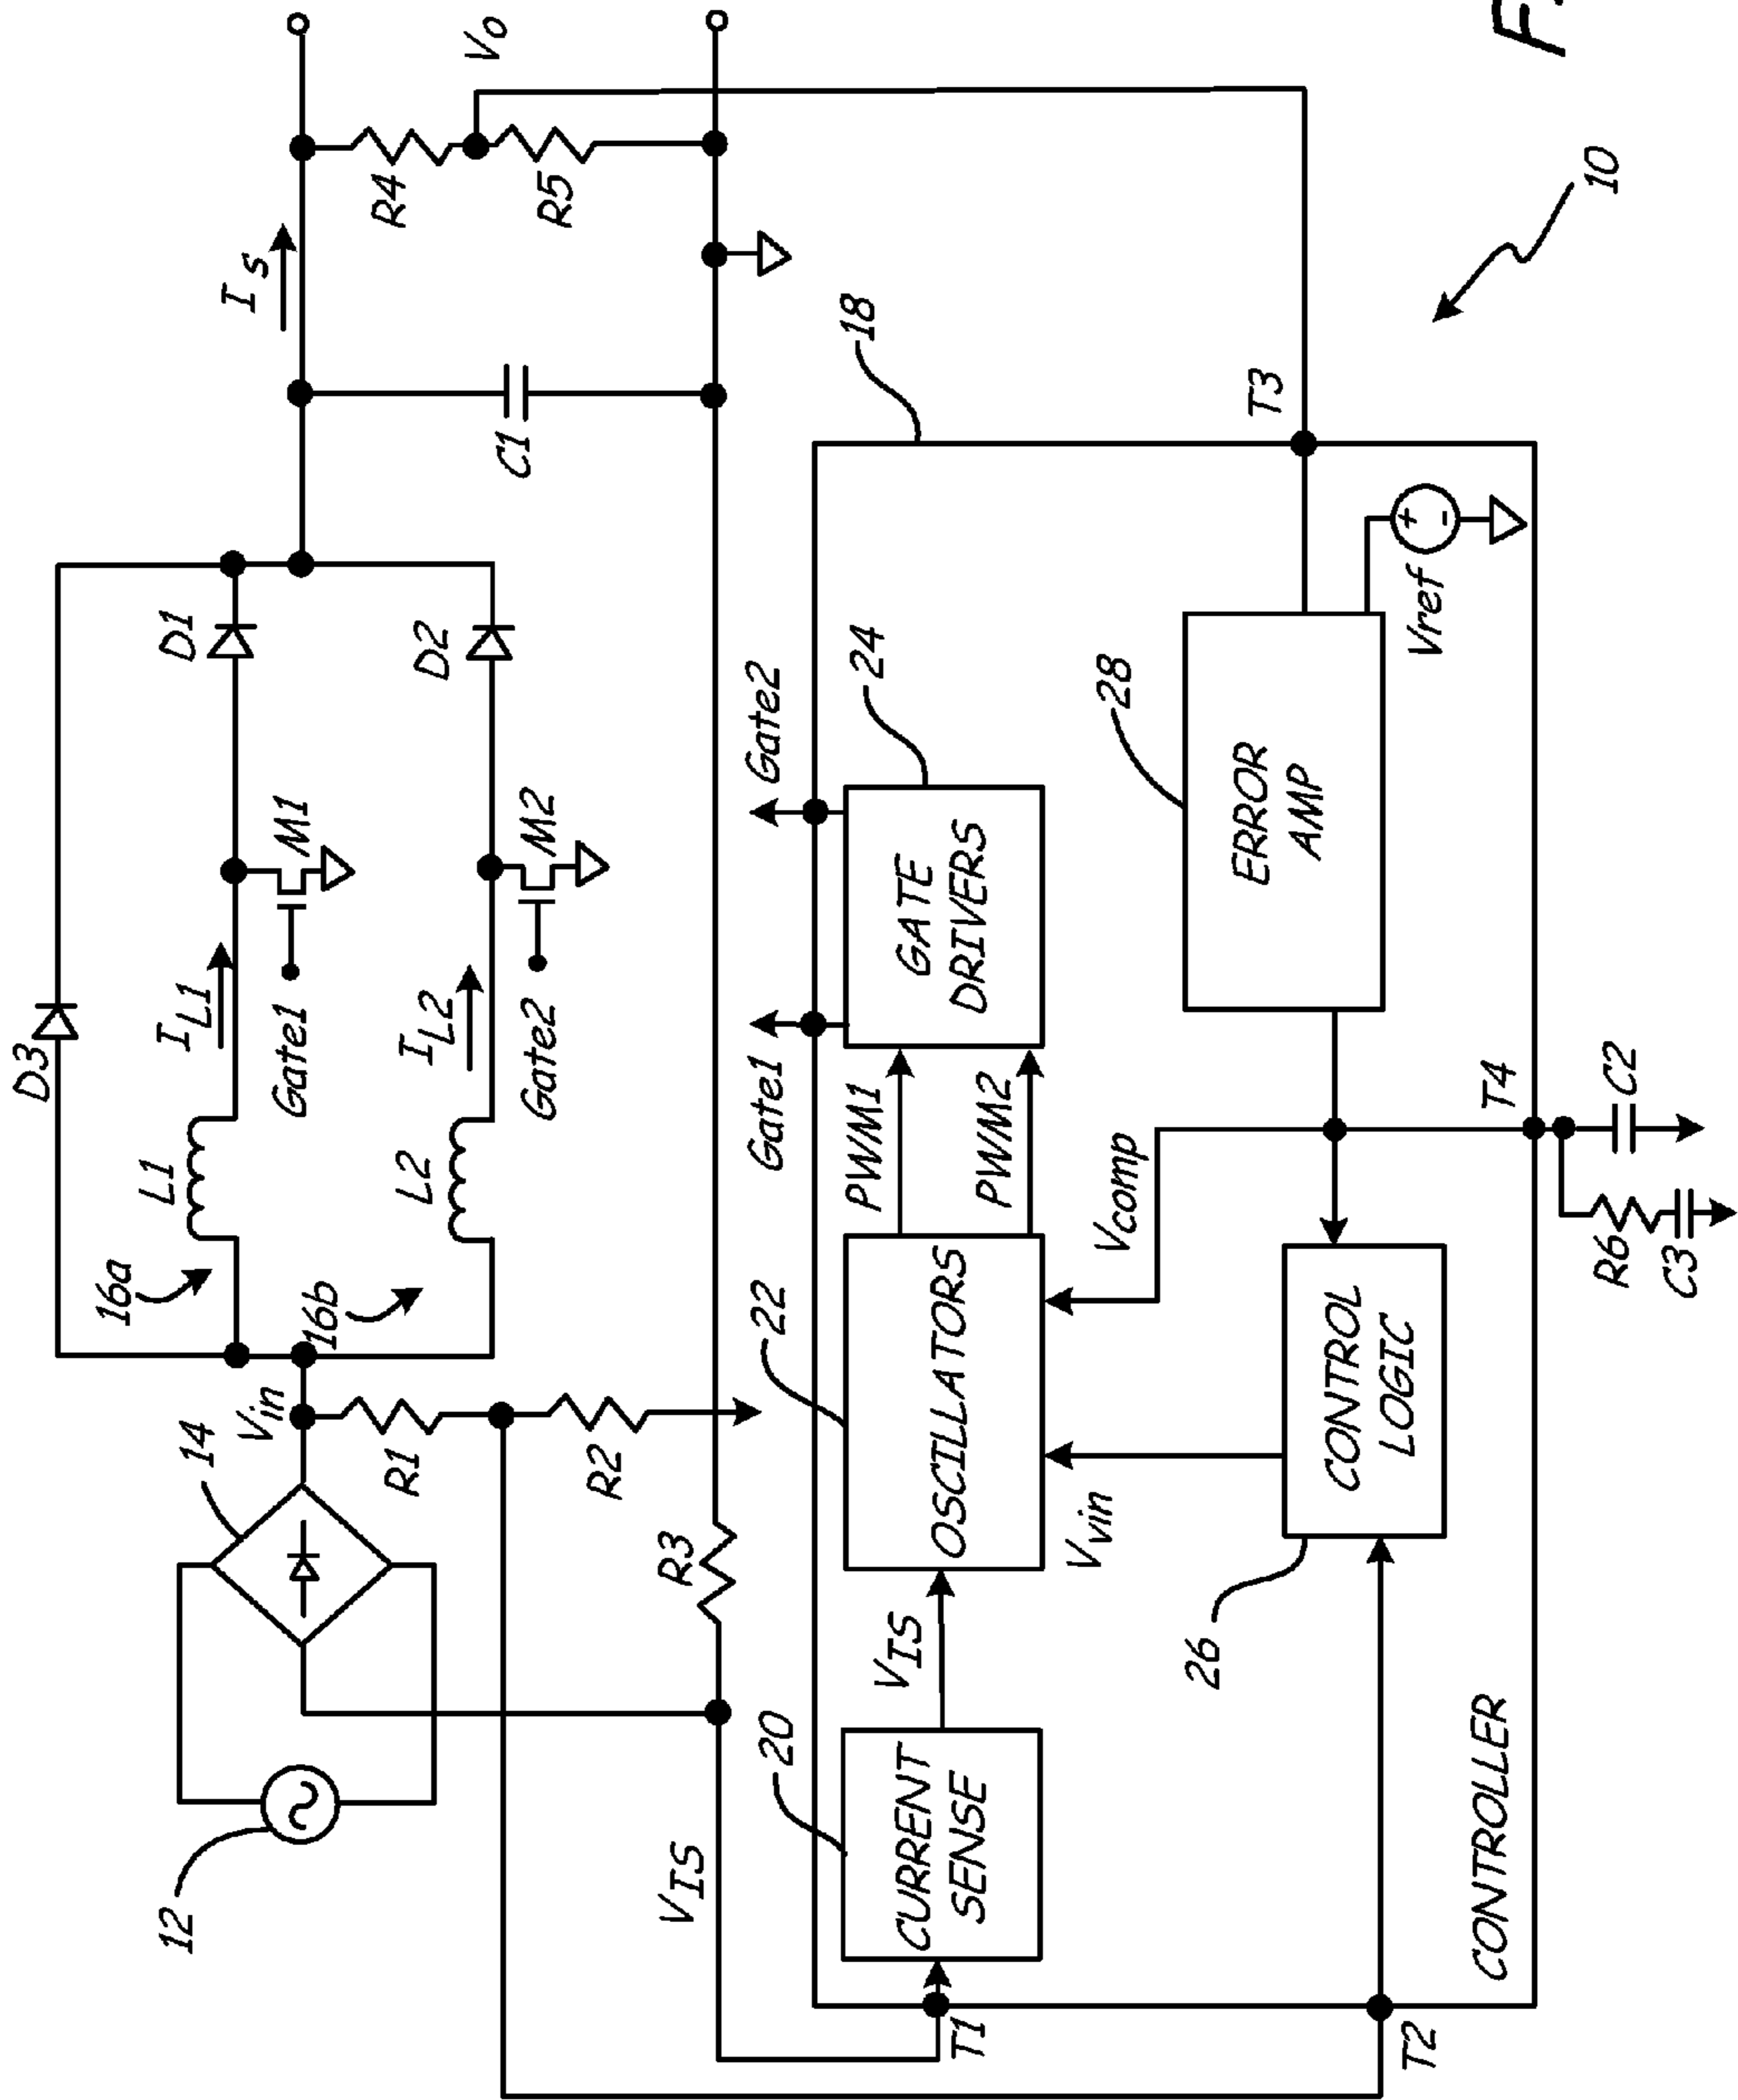 D3
16a
L1
IL1
D1
Is
12
14
Vin
Gate1
M1
16b
L2
IL2
D2
R4
Vo
R1
Gate2
M2
C1
R5
R2
VIS
R3
20
22
Gate1
Gate2
18
CURRENT
SENSE
VIS
OSCILLATORS
PWM1
PWM2
GATE
DRIVERS
24
T1
Vvin
Vcomp
28
26
CONTROL
LOGIC
ERROR
AMP
T3
Vref
T2
CONTROLLER
T4
R6
C3
C2
10